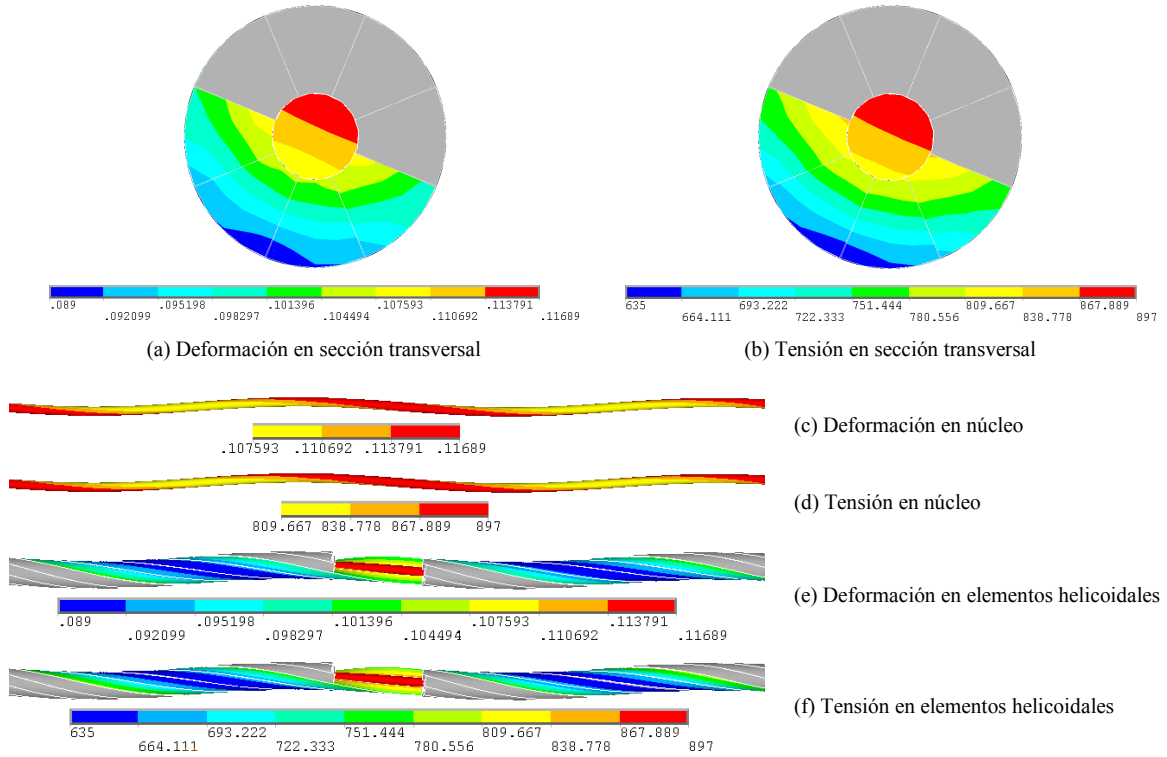 .089 .095198 .101396 .107593 .113791
.092099 .098297 .104494 .110692 .11689
635 693.222 751.444 809.667 867.889
664.111 722.333 780.556 838.778 897
(a) Deformación en sección transversal
(b) Tensión en sección transversal
(c) Deformación en núcleo
.107593 .110692 .113791 .11689
(d) Tensión en núcleo
809.667 838.778 867.889 897
(e) Deformación en elementos helicoidales
.089 .095198 .101396 .107593 .113791
.092099 .098297 .104494 .110692 .11689
(f) Tensión en elementos helicoidales
635 693.222 751.444 809.667 867.889
664.111 722.333 780.556 838.778 897